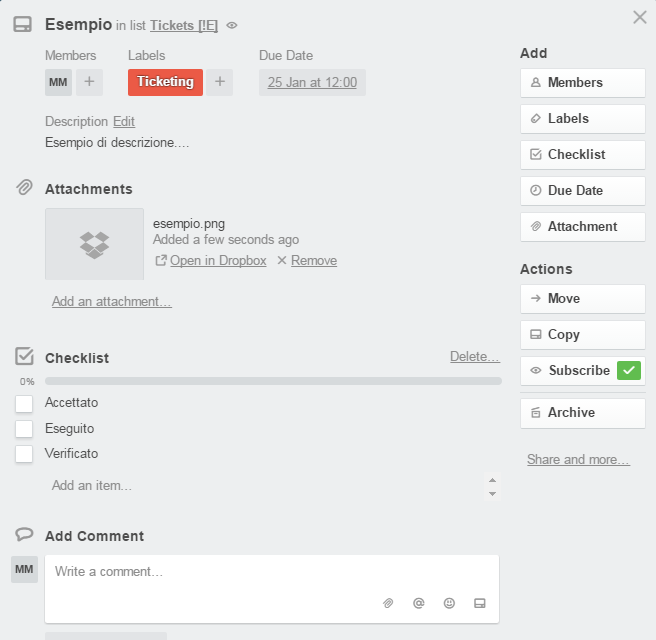 Esempio in list Tickets [!E]
Members Labels Due Date
MM + Ticketing + 25 Jan at 12:00
Description Edit
Esempio di descrizione....
Attachments
esempio.png
Added a few seconds ago
Open in Dropbox Remove
Add an attachment...
Checklist Delete...
0%
Accettato
Eseguito
Verificato
Add an item...
Add Comment
MM
Write a comment...
Add
Members
Labels
Checklist
Due Date
Attachment
Actions
Move
Copy
Subscribe
Archive
Share and more...